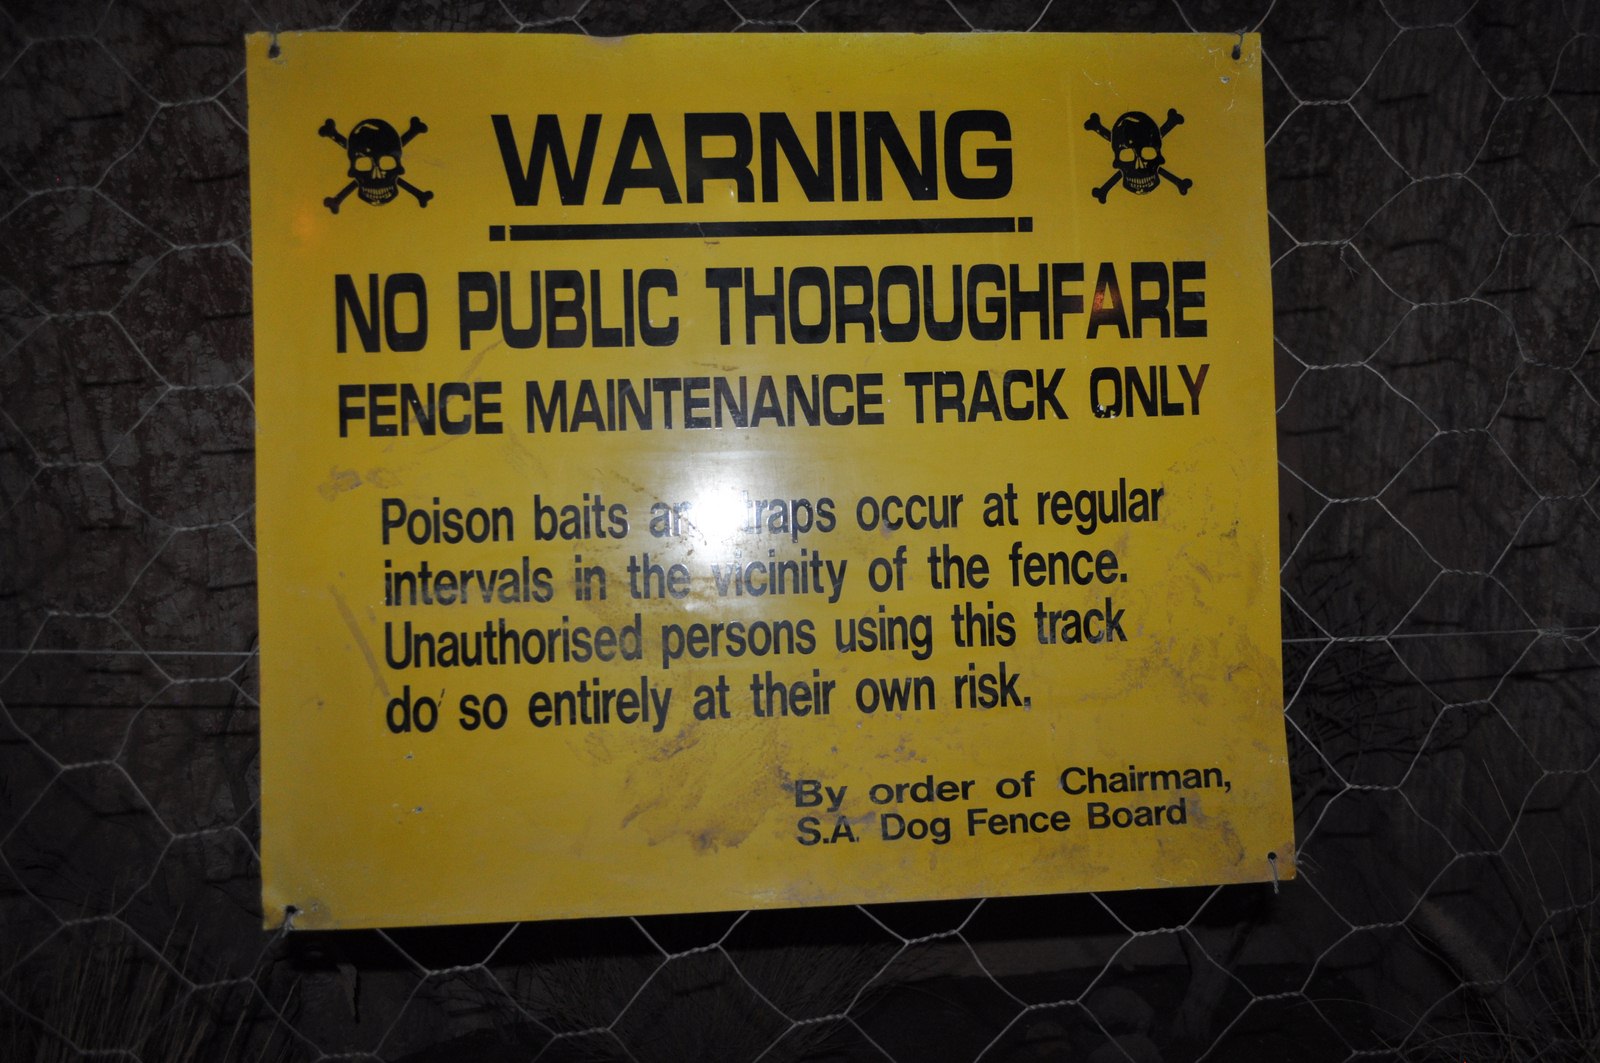 WARNING
NO PUBLIC THOROUGHFARE
FENCE MAINTENANCE TRACK ONLY
Poison baits and traps occur at regular
intervals in the vicinity of the fence.
Unauthorised persons using this track
do so entirely at their own risk.
By order of Chairman,
S.A. Dog Fence Board